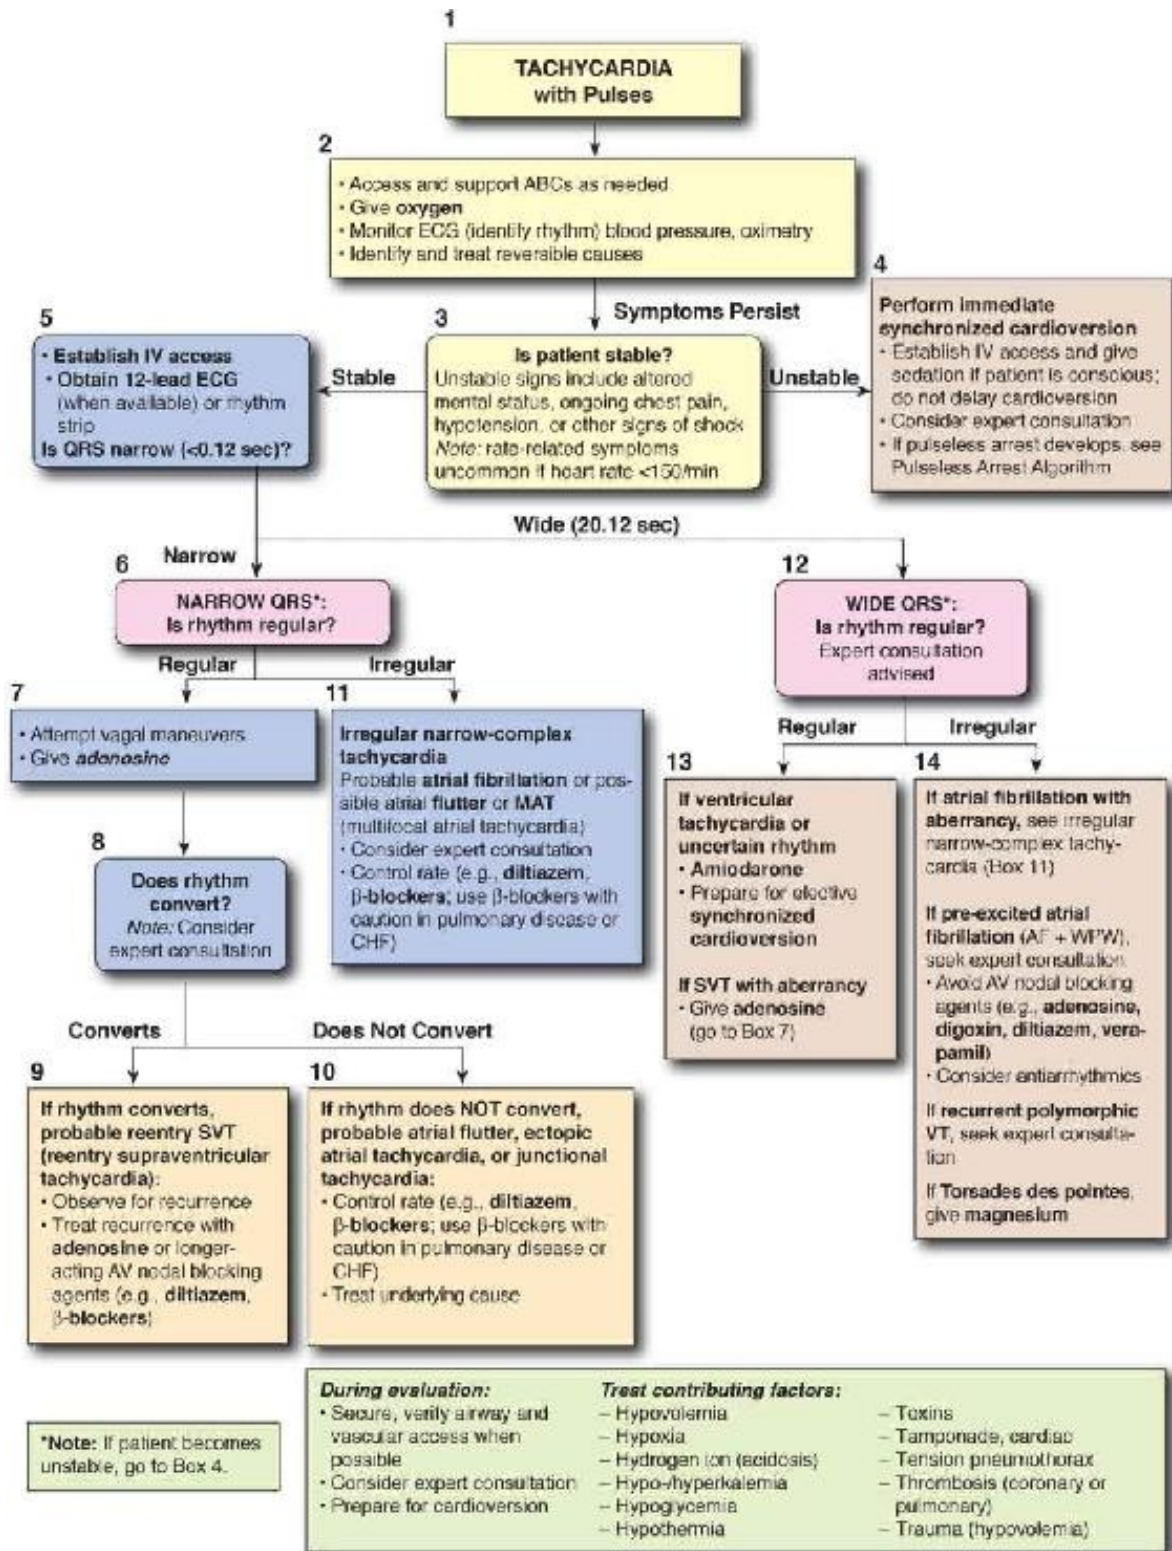 1
TACHYCARDIA
with Pulses
2
• Access and support ABCs as needed
• Give oxygen
• Monitor ECG (identify rhythm) blood pressure, oximetry
• Identify and treat reversible causes
Symptoms Persist
3
Is patient stable?
Unstable signs include altered
mental status, ongoing chest pain,
hypotension, or other signs of shock
Note: rate-related symptoms
uncommon if heart rate <150/min
Stable
Unstable
4
Perform immediate
synchronized cardioversion
• Establish IV access and give
sedation if patient is conscious;
do not delay cardioversion
• Consider expert consultation
• If pulseless arrest develops, see
Pulseless Arrest Algorithm
5
• Establish IV access
• Obtain 12-lead ECG
(when available) or rhythm
strip
Is QRS narrow (<0.12 sec)?
Narrow
Wide (20.12 sec)
6
NARROW QRS*:
Is rhythm regular?
Regular
Irregular
7
• Attempt vagal maneuvers
• Give adenosine
8
Does rhythm
convert?
Note: Consider
expert consultation
Converts
Does Not Convert
9
If rhythm converts,
probable reentry SVT
(reentry supraventricular
tachycardia):
• Observe for recurrence
• Treat recurrence with
adenosine or longer-
acting AV nodal blocking
agents (e.g., diltiazem,
β-blockers)
10
If rhythm does NOT convert,
probable atrial flutter, ectopic
atrial tachycardia, or junctional
tachycardia:
• Control rate (e.g., diltiazem,
β-blockers; use β-blockers with
caution in pulmonary disease or
CHF)
• Treat underlying cause
11
Irregular narrow-complex
tachycardia
Probable atrial fibrillation or pos-
sible atrial flutter or MAT
(multifocal atrial tachycardia)
• Consider expert consultation
• Control rate (e.g., diltiazem,
β-blockers; use β-blockers with
caution in pulmonary disease or
CHF)
12
WIDE QRS*:
Is rhythm regular?
Expert consultation
advised
Regular
Irregular
13
If ventricular
tachycardia or
uncertain rhythm
• Amiodarone
• Prepare for elective
synchronized
cardioversion
If SVT with aberrancy
• Give adenosine
(go to Box 7)
14
If atrial fibrillation with
aberrancy, see irregular
narrow-complex tachy-
cardia (Box 11)
If pre-excited atrial
fibrillation (AF + WPW),
seek expert consultation
• Avoid AV nodal blocking
agents (e.g., adenosine,
digoxin, diltiazem, vera-
pamil)
• Consider antiarrhythmics
If recurrent polymorphic
VT, seek expert consulta-
tion
If Torsades des pointes,
give magnesium
*Note: If patient becomes
unstable, go to Box 4.
During evaluation:
• Secure, verify airway and
vascular access when
possible
• Consider expert consultation
• Prepare for cardioversion
Treat contributing factors:
– Hypovolemia
– Hypoxia
– Hydrogen ion (acidosis)
– Hypo-/hyperkalemia
– Hypoglycemia
– Hypothermia
– Toxins
– Tamponade, cardiac
– Tension pneumothorax
– Thrombosis (coronary or
pulmonary)
– Trauma (hypovolemia)